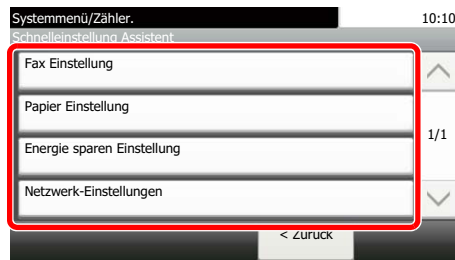 Systemmenü/Zähler.
10:10
Schnelleinstellung Assistent
Fax Einstellung
Papier Einstellung
1/1
Energie sparen Einstellung
Netzwerk-Einstellungen
< Zurück